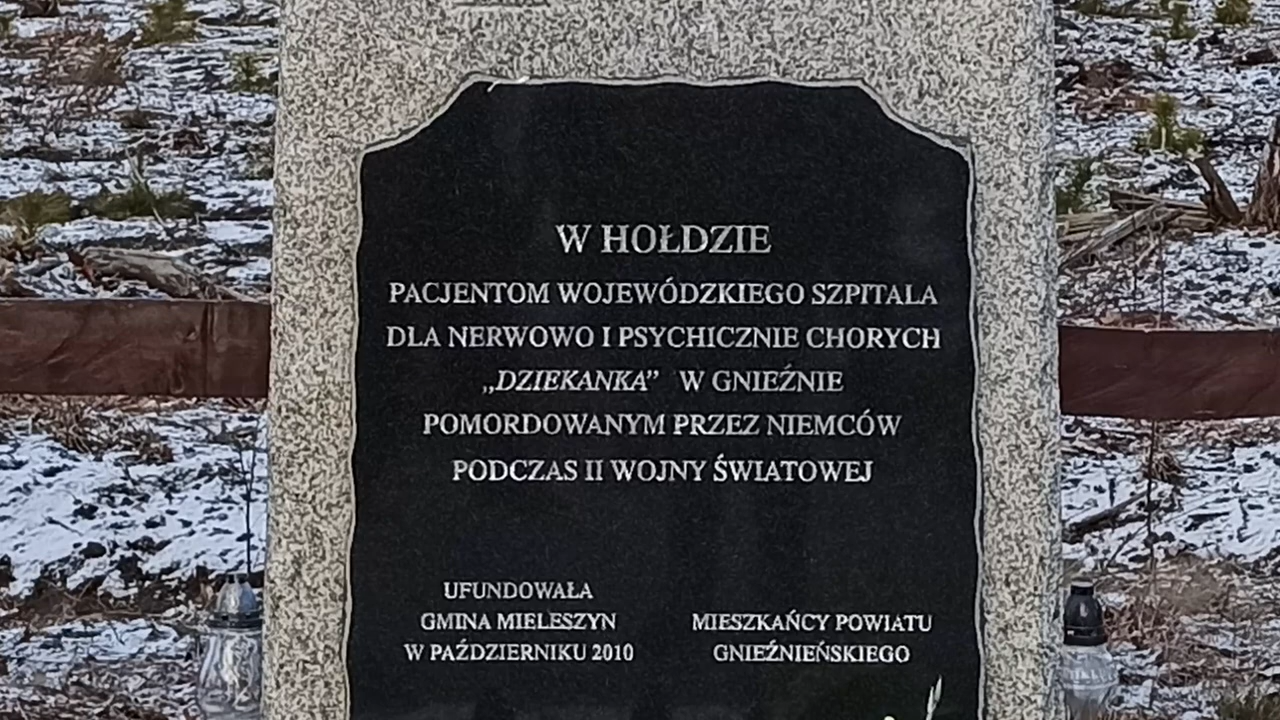 W HOŁDZIE
PACJENTOM WOJEWÓDZKIEGO SZPITALA
DLA NERWOWO I PSYCHICZNIE CHORYCH
„DZIEKANKA” W GNIEŹNIE
POMORDOWANYM PRZEZ NIEMCÓW
PODCZAS II WOJNY ŚWIATOWEJ
UFUNDOWAŁA
GMINA MIELESZYN
W PAŹDZIERNIKU 2010
MIESZKAŃCY POWIATU
GNIEŹNIEŃSKIEGO